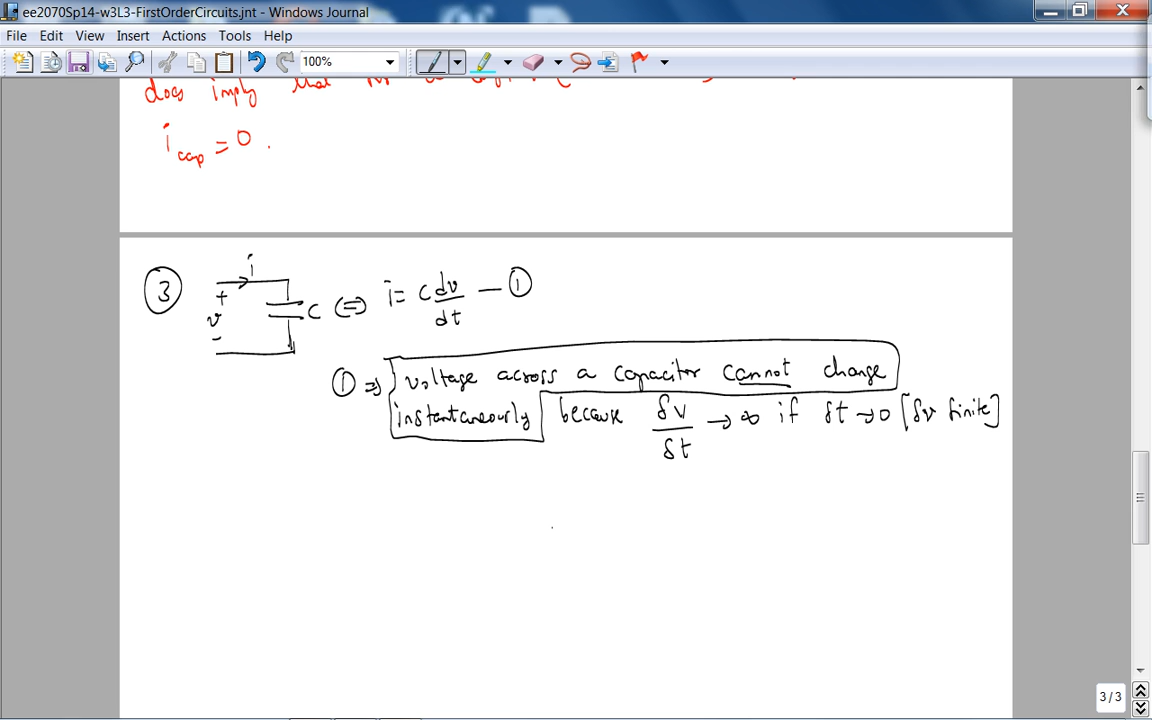 ee2070Sp14-w3L3-FirstOrderCircuits.jnt - Windows Journal
File Edit View Insert Actions Tools Help
100%
does imply that
i cap = 0 .
3 i + v - C ⇔ i = C dv/dt — ①
① ⇒ voltage across a capacitor cannot change
instantaneously because δv/δt → ∞ if δt → 0 [δv finite]
3 / 3